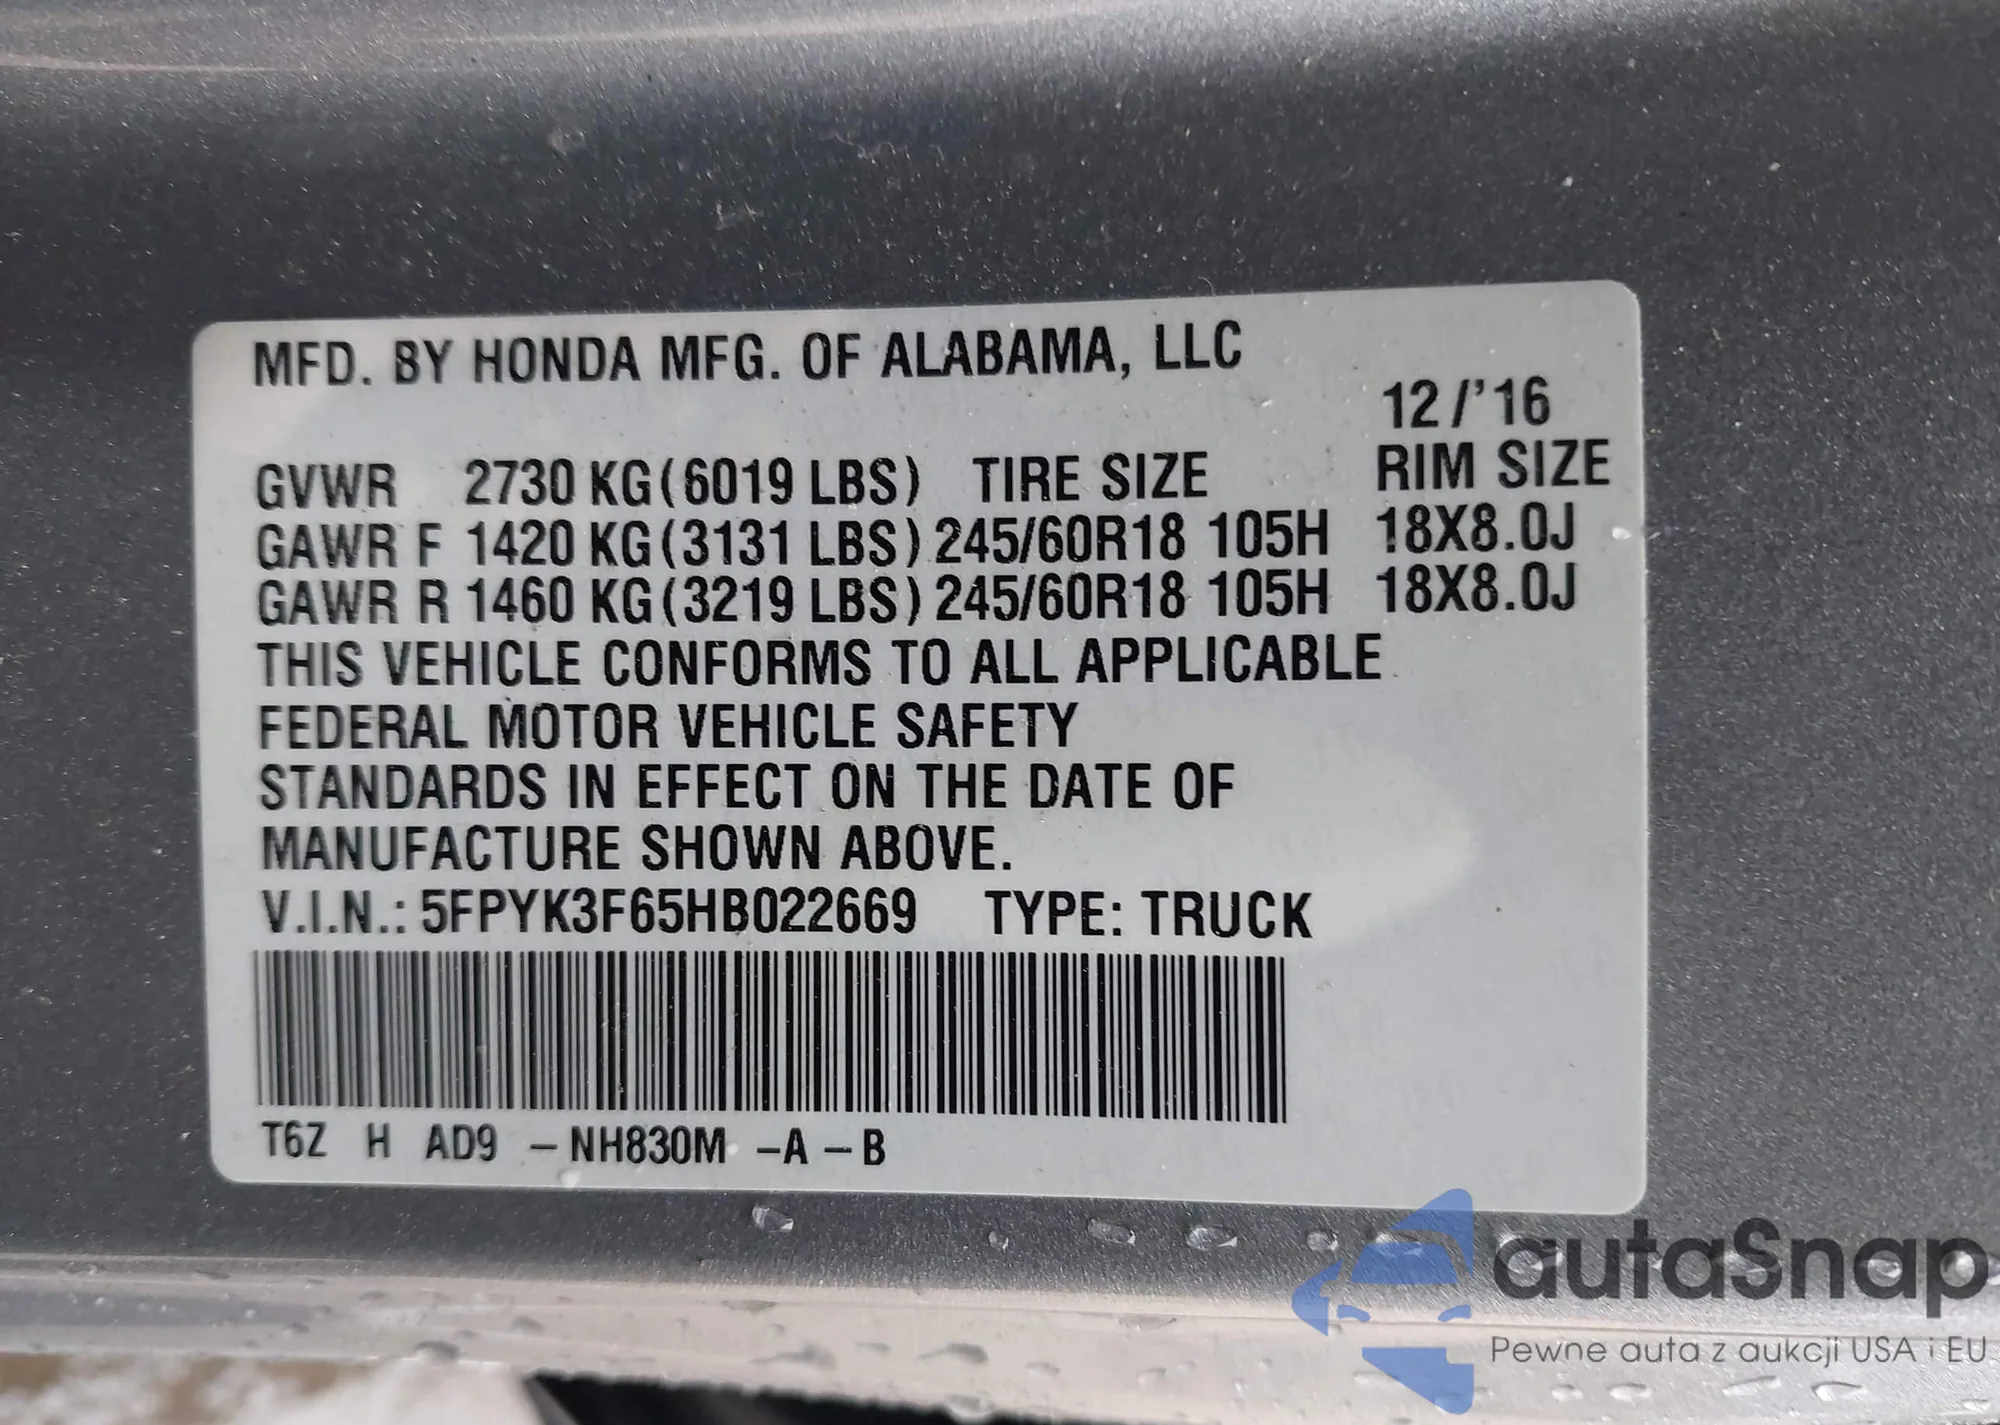 MFD. BY HONDA MFG. OF ALABAMA, LLC
12/'16
GVWR 2730 KG(6019 LBS) TIRE SIZE RIM SIZE
GAWR F 1420 KG(3131 LBS) 245/60R18 105H 18X8.0J
GAWR R 1460 KG(3219 LBS) 245/60R18 105H 18X8.0J
THIS VEHICLE CONFORMS TO ALL APPLICABLE
FEDERAL MOTOR VEHICLE SAFETY
STANDARDS IN EFFECT ON THE DATE OF
MANUFACTURE SHOWN ABOVE.
V.I.N.: 5FPYK3F65HB022669 TYPE: TRUCK
T6Z H AD9 –NH830M –A –B
autaSnap
Pewne auta z aukcji USA i EU